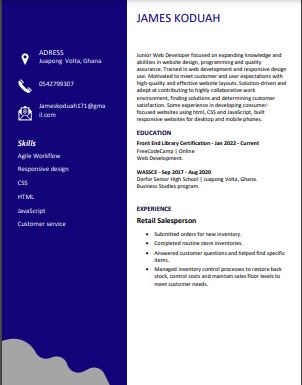 JAMES KODUAH
ADRESS
Juapong Volta, Ghana
0542799307
Jameskoduah171@gma
il.com
Skills
Agile Workflow
Responsive design
CSS
HTML
JavaScript
Customer service
Junior Web Developer focused on expanding knowledge and
abilities in website design, programming and quality
assurance. Trained in web development and responsive design
use. Motivated to meet customer and user expectations with
high-quality and effective website layouts. Solution-driven and
adept at contributing to highly collaborative work
environment, finding solutions and determining customer
satisfaction. Some experience in developing consumer-
focused websites using html, CSS and JavaScript, built
responsive websites for desktop and mobile phones.
EDUCATION
Front End Library Certification - Jan 2022 - Current
FreeCodeCamp | Online
Web Development.
WASSCE - Sep 2017 - Aug 2020
Dorfor Senior High School | Juapong Volta, Ghana.
Business Studies program.
EXPERIENCE
Retail Salesperson
• Submitted orders for new inventory.
• Completed routine store inventories.
• Answered customer questions and helped find specific
items.
• Managed inventory control processes to restore back
stock, control costs and maintain sales floor levels to
meet customer needs.